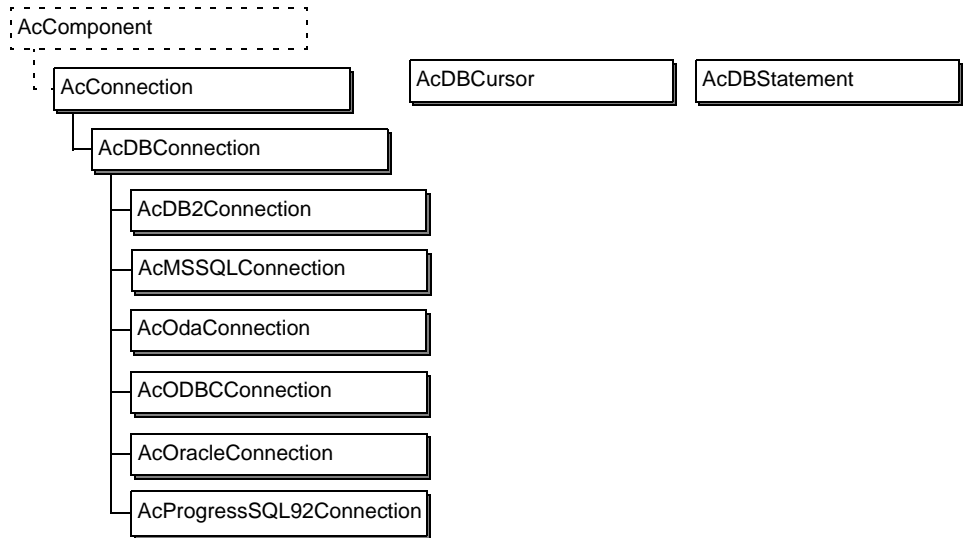 AcComponent
AcConnection
AcDBCursor
AcDBStatement
AcDBConnection
AcDB2Connection
AcMSSQLConnection
AcOdaConnection
AcODBCConnection
AcOracleConnection
AcProgressSQL92Connection